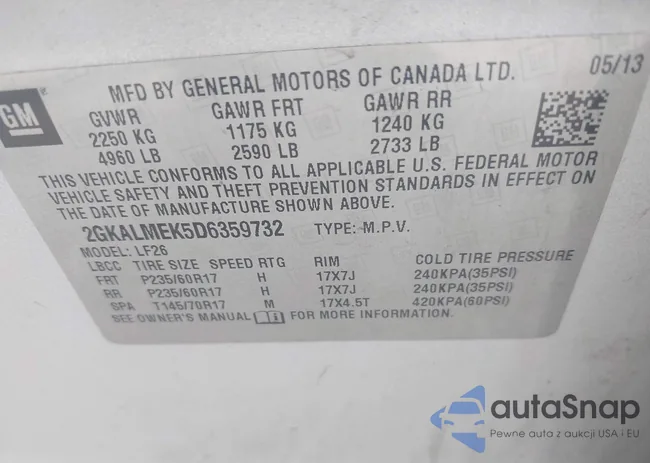 GM
MFD BY GENERAL MOTORS OF CANADA LTD. 05/13
GVWR GAWR FRT GAWR RR
2250 KG 1175 KG 1240 KG
4960 LB 2590 LB 2733 LB
THIS VEHICLE CONFORMS TO ALL APPLICABLE U.S. FEDERAL MOTOR
VEHICLE SAFETY AND THEFT PREVENTION STANDARDS IN EFFECT ON
THE DATE OF MANUFACTURE SHOWN ABOVE.
2GKALMEK5D6359732 TYPE: M.P.V.
MODEL: LF26
LBCC TIRE SIZE SPEED RTG RIM COLD TIRE PRESSURE
FRT P235/60R17 H 17X7J 240KPA(35PSI)
RR P235/60R17 H 17X7J 240KPA(35PSI)
SPA T145/70R17 M 17X4.5T 420KPA(60PSI)
SEE OWNER'S MANUAL FOR MORE INFORMATION
autaSnap
Pewne auta z aukcji USA i EU